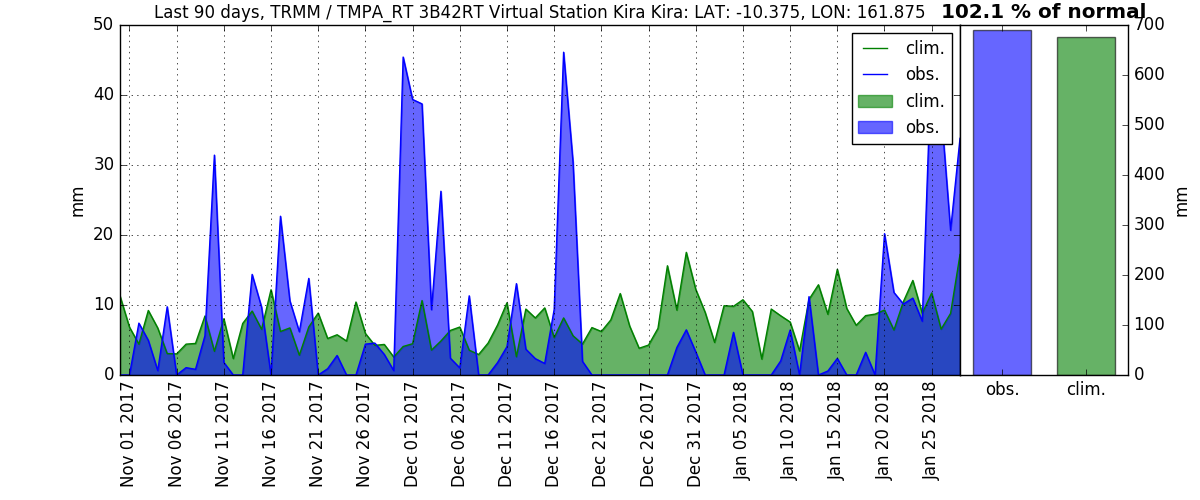 Last 90 days, TRMM / TMPA_RT 3B42RT Virtual Station Kira Kira: LAT: -10.375, LON: 161.875
102.1 % of normal
50
40
30
20
10
0
mm
clim.
obs.
clim.
obs.
700
600
500
400
300
200
100
0
mm
obs.
clim.
Nov 01 2017
Nov 06 2017
Nov 11 2017
Nov 16 2017
Nov 21 2017
Nov 26 2017
Dec 01 2017
Dec 06 2017
Dec 11 2017
Dec 16 2017
Dec 21 2017
Dec 26 2017
Dec 31 2017
Jan 05 2018
Jan 10 2018
Jan 15 2018
Jan 20 2018
Jan 25 2018